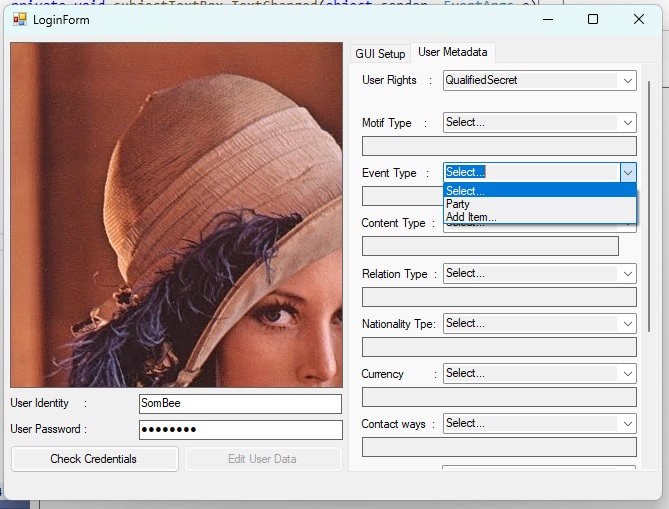 private void subjectTextBox_TextChanged(object sender, EventArgs e)
LoginForm
GUI Setup
User Metadata
User Rights :
QualifiedSecret
Motif Type :
Select...
Event Type :
Select...
Select...
Party
Add Item...
Content Type :
Select...
Relation Type :
Select...
Nationality Tpe:
Select...
Currency :
Select...
Contact ways :
Select...
User Identity :
SomBee
User Password :
●●●●●●●●
Check Credentials
Edit User Data